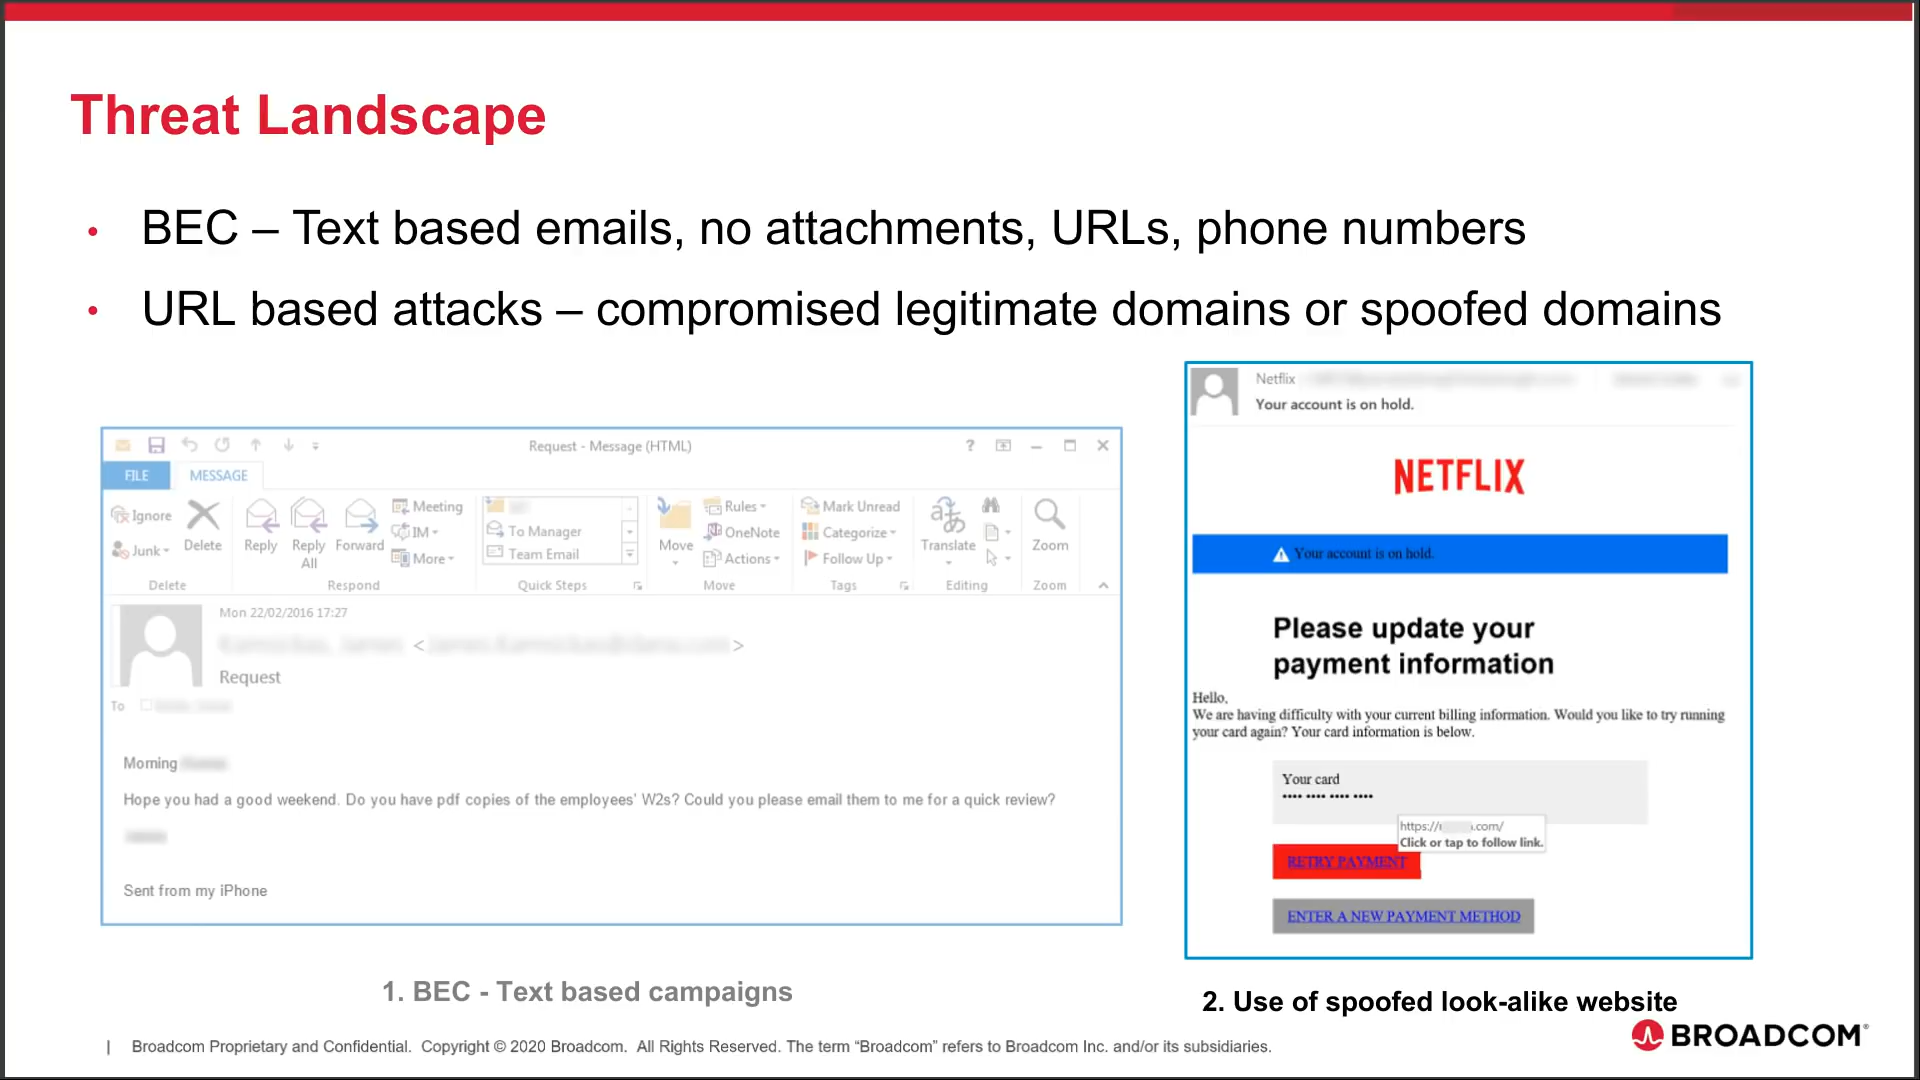 Threat Landscape
• BEC – Text based emails, no attachments, URLs, phone numbers
• URL based attacks – compromised legitimate domains or spoofed domains
Request - Message (HTML)
FILE MESSAGE
Ignore
Junk
Delete
Reply
Reply All
Forward
Meeting
IM
More
To Manager
Team Email
Move
Rules
OneNote
Actions
Mark Unread
Categorize
Follow Up
Translate
Zoom
Delete Respond Quick Steps Move Tags Editing Zoom
Mon 22/02/2016 17:27
< >
Request
To
Morning
Hope you had a good weekend. Do you have pdf copies of the employees' W2s? Could you please email them to me for a quick review?
Sent from my iPhone
1. BEC - Text based campaigns
Netflix
Your account is on hold.
NETFLIX
Your account is on hold.
Please update your
payment information
Hello,
We are having difficulty with your current billing information. Would you like to try running
your card again? Your card information is below.
Your card
•••• •••• •••• ••••
https:// .com/
Click or tap to follow link.
RETRY PAYMENT
ENTER A NEW PAYMENT METHOD
2. Use of spoofed look-alike website
| Broadcom Proprietary and Confidential. Copyright © 2020 Broadcom. All Rights Reserved. The term “Broadcom” refers to Broadcom Inc. and/or its subsidiaries.
BROADCOM®